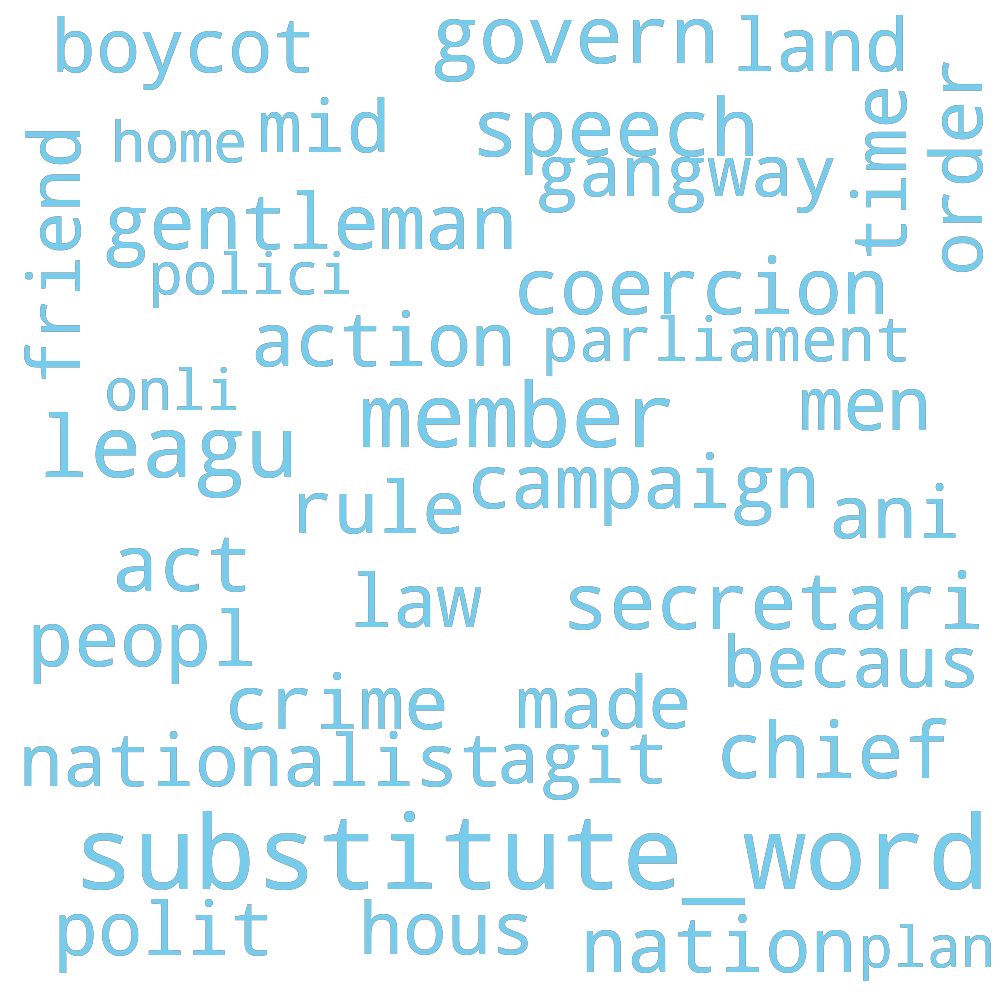 boycot
govern
land
friend
home
mid
speech
time
order
gangway
gentleman
polici
coercion
action
parliament
onli
member
men
leagu
campaign
rule
ani
act
law
secretari
peopl
becaus
crime
made
nationalist
agit
chief
substitute_word
polit
hous
nation
plan